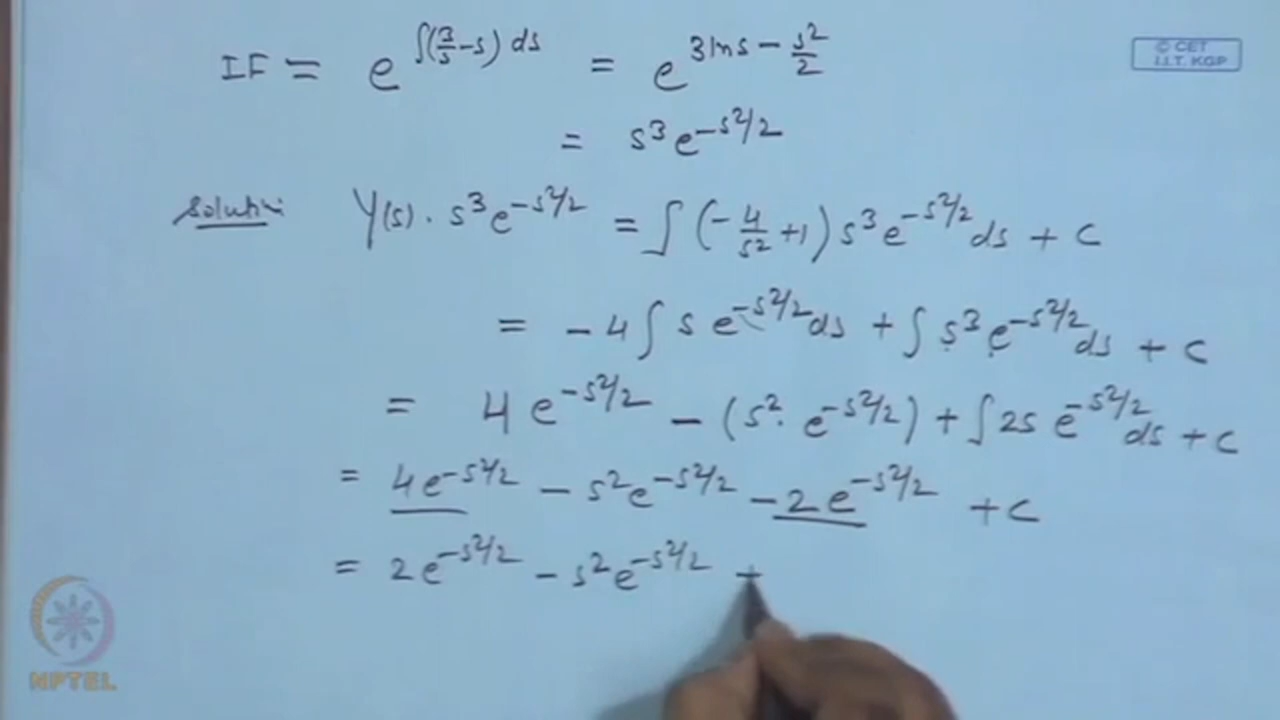 © CET
I.I.T. KGP
IF = e^{∫(3/s − s) ds} = e^{3 ln s − s²/2}
= s³e^{−s²/2}
Solution Y(s) · s³e^{−s²/2} = ∫(−4/s² + 1) s³e^{−s²/2} ds + c
= −4∫ s e^{−s²/2} ds + ∫ s³ e^{−s²/2} ds + c
= 4e^{−s²/2} − (s² · e^{−s²/2}) + ∫2s e^{−s²/2} ds + c
= 4e^{−s²/2} − s²e^{−s²/2} − 2e^{−s²/2} + c
= 2e^{−s²/2} − s²e^{−s²/2} +
NPTEL